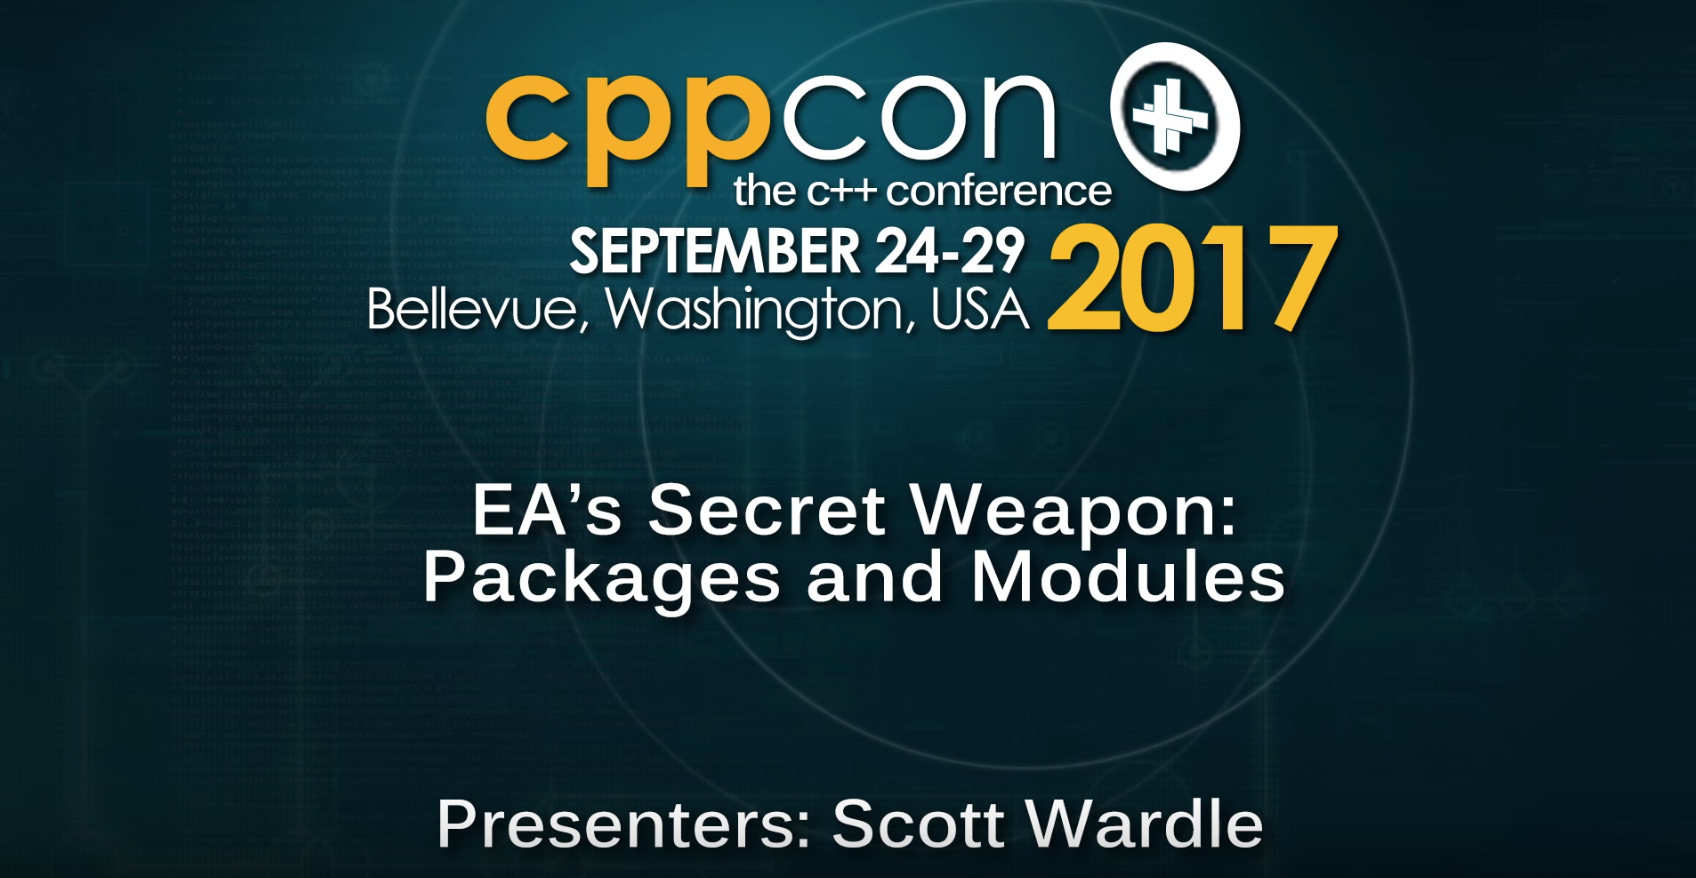 cppcon
the c++ conference
SEPTEMBER 24-29 2017
Bellevue, Washington, USA
EA’s Secret Weapon:
Packages and Modules
Presenters: Scott Wardle